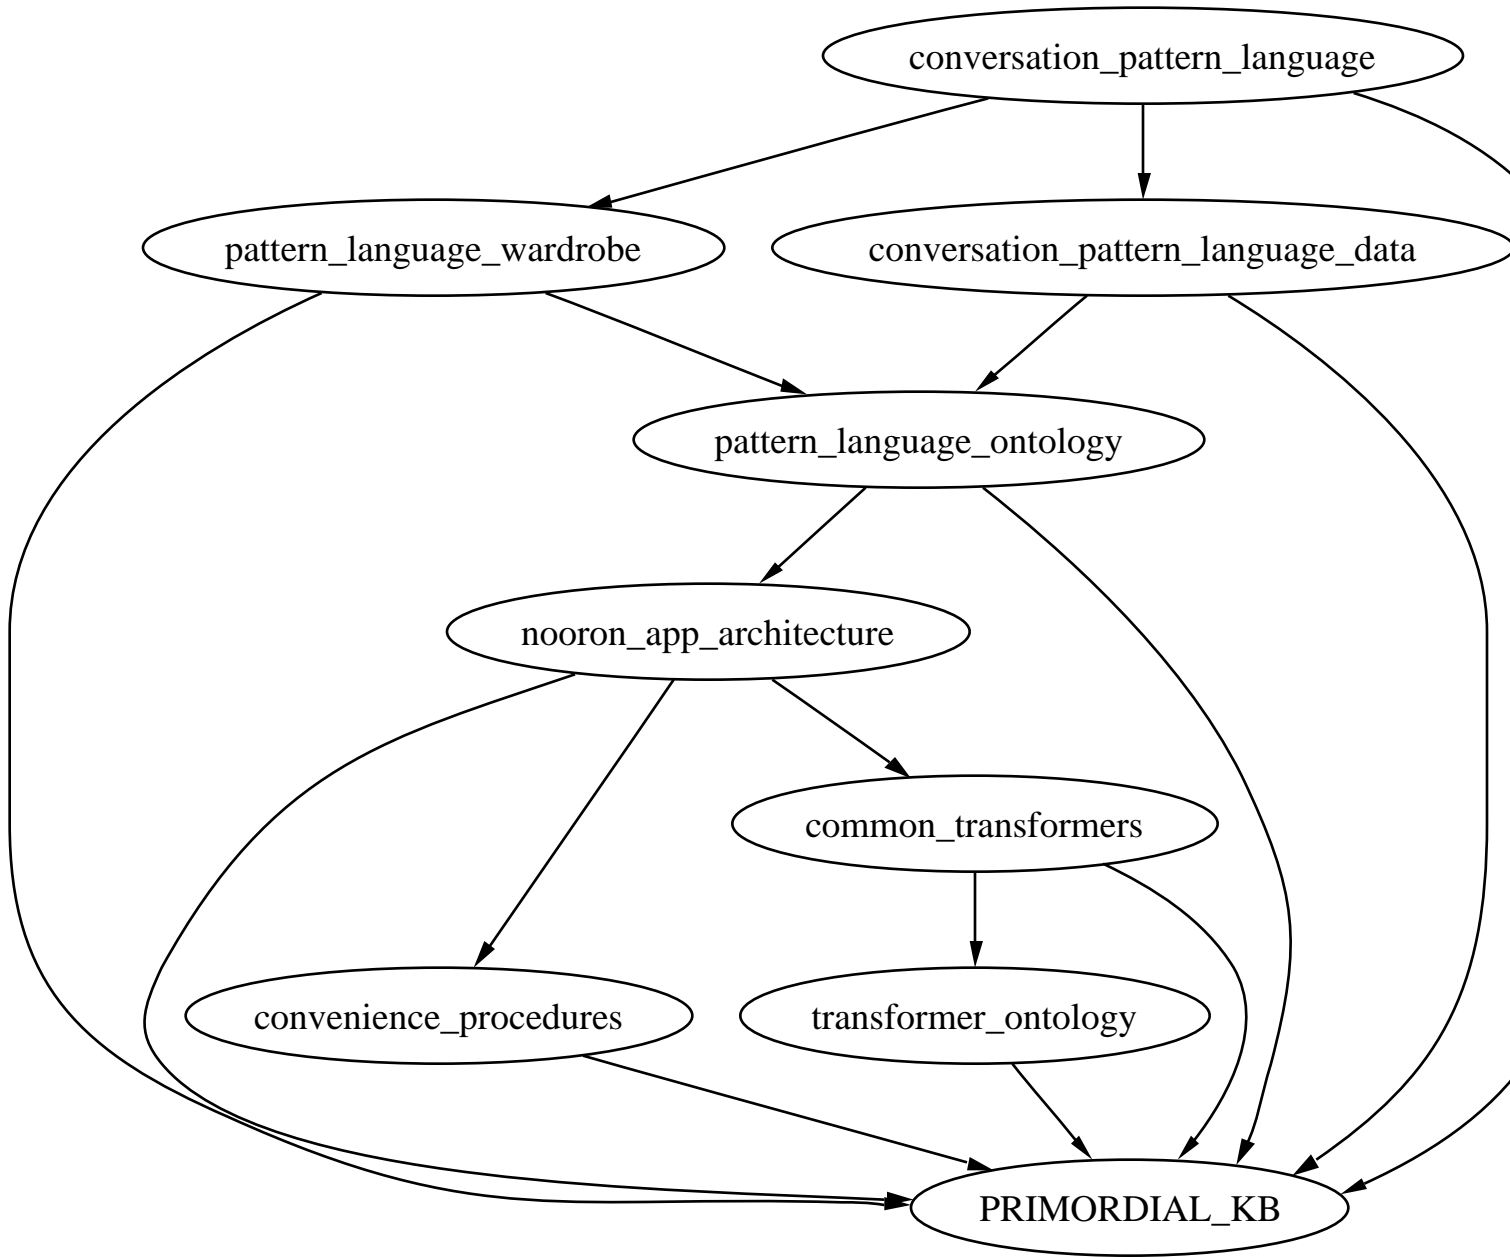 conversation_pattern_language
pattern_language_wardrobe
conversation_pattern_language_data
pattern_language_ontology
nooron_app_architecture
common_transformers
convenience_procedures
transformer_ontology
PRIMORDIAL_KB